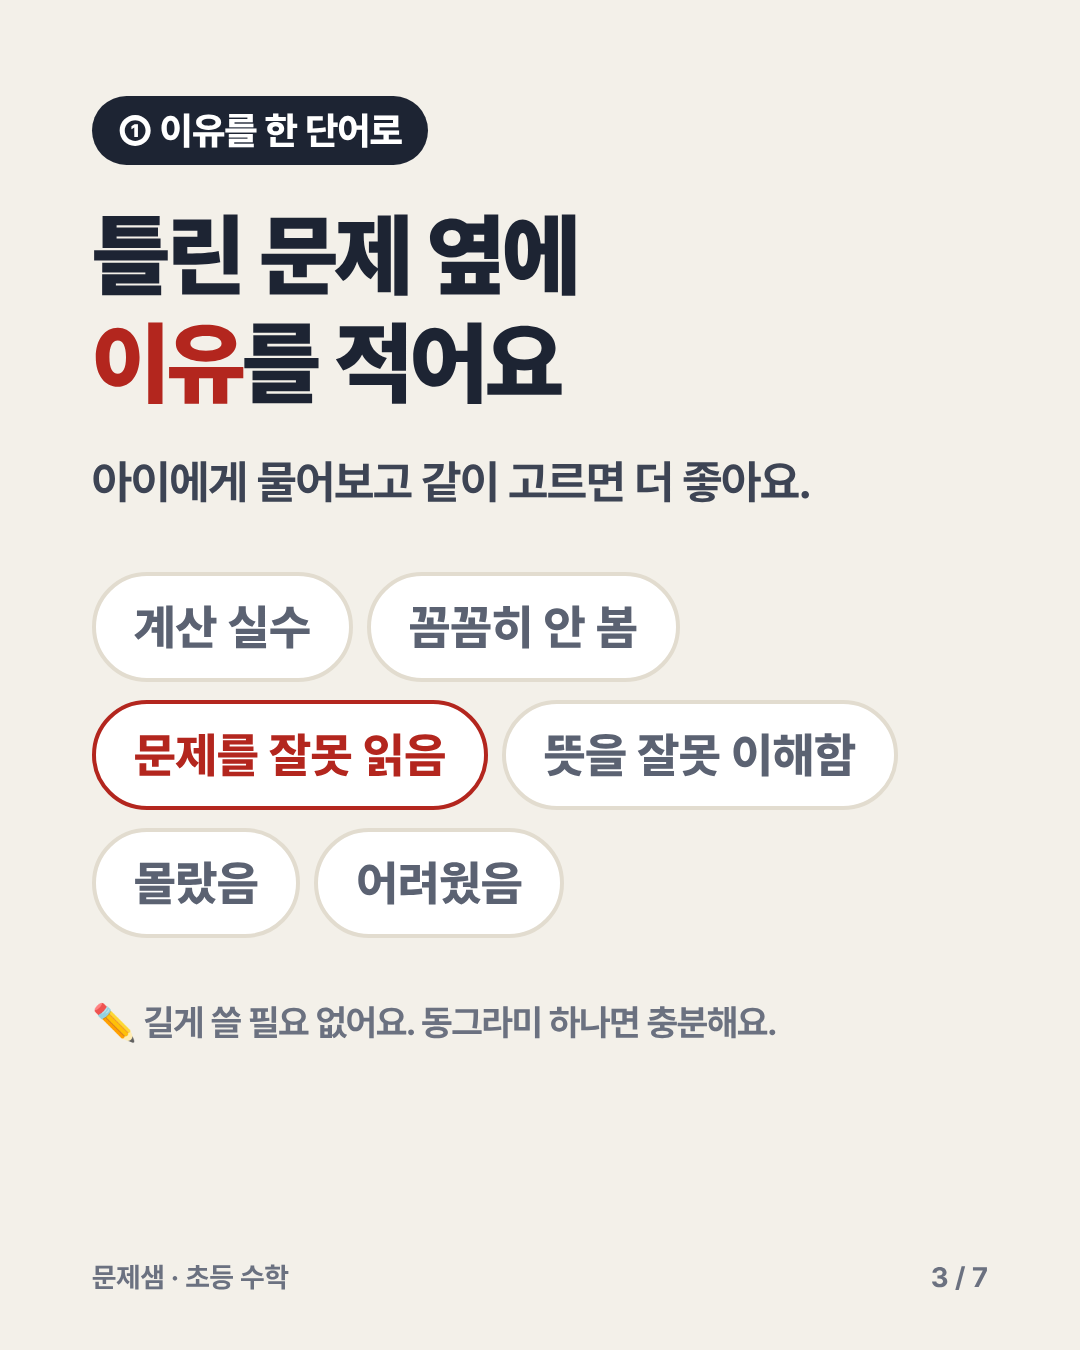 ① 이유를 한 단어로
틀린 문제 옆에
이유를 적어요
아이에게 물어보고 같이 고르면 더 좋아요.
계산 실수 꼼꼼히 안 봄
문제를 잘못 읽음 뜻을 잘못 이해함
몰랐음 어려웠음
✏️ 길게 쓸 필요 없어요. 동그라미 하나면 충분해요.
문제샘 · 초등 수학 3 / 7